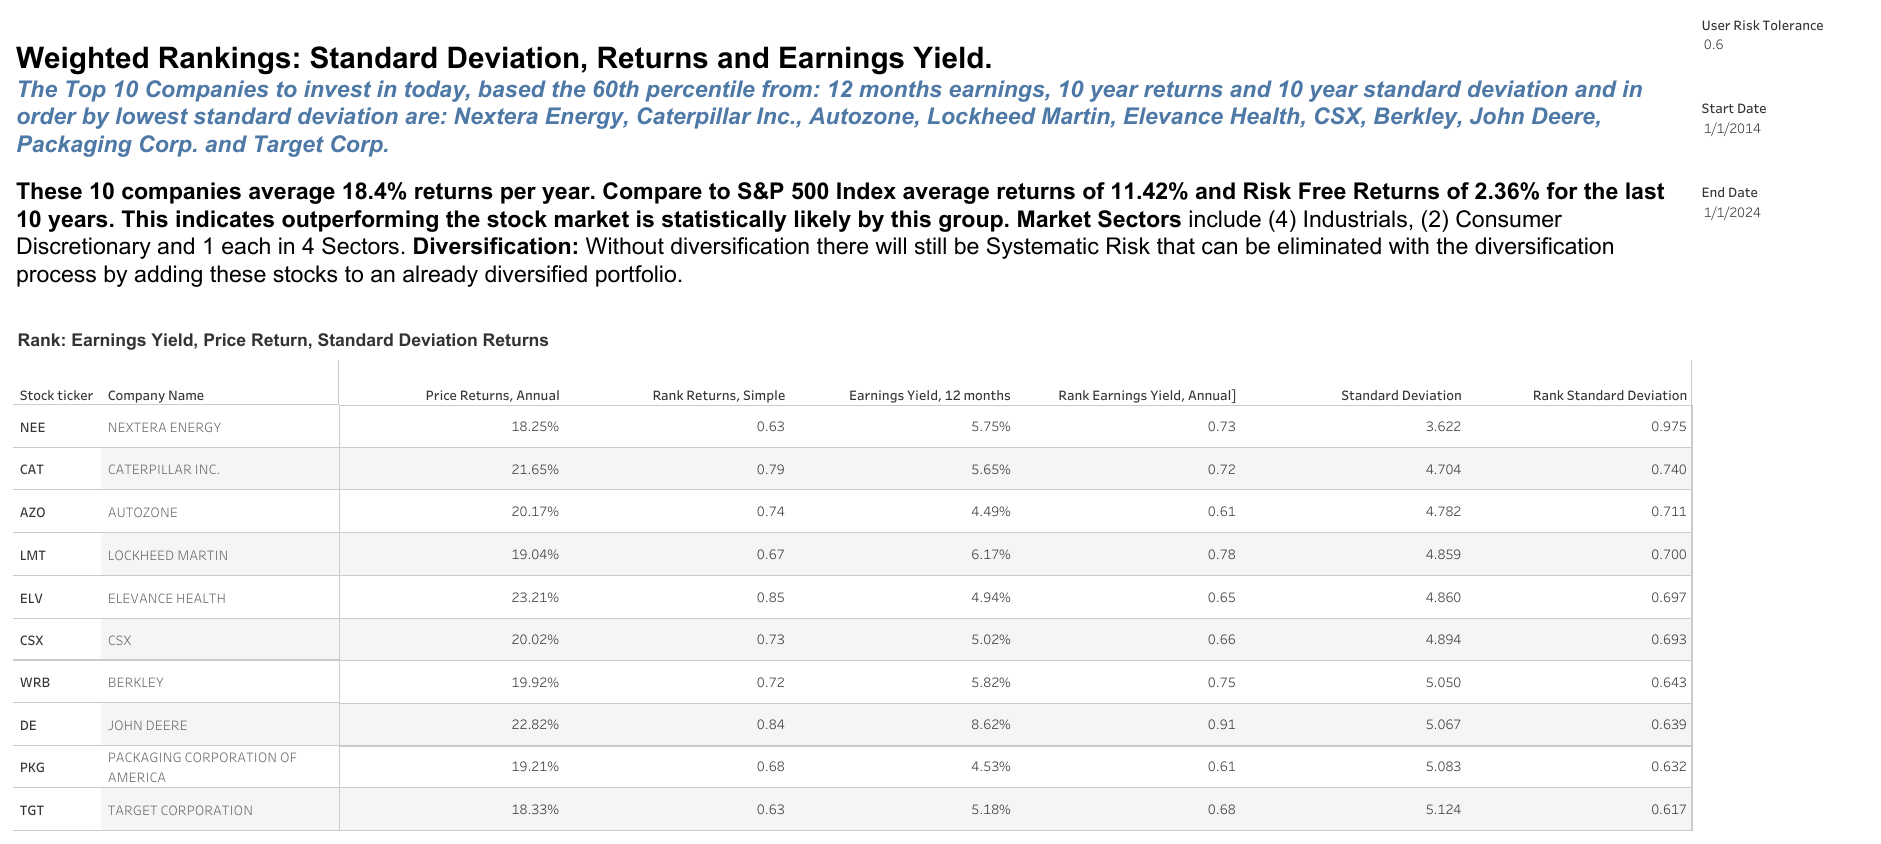 User Risk Tolerance
0.6
Weighted Rankings: Standard Deviation, Returns and Earnings Yield.
The Top 10 Companies to invest in today, based the 60th percentile from: 12 months earnings, 10 year returns and 10 year standard deviation and in
order by lowest standard deviation are: Nextera Energy, Caterpillar Inc., Autozone, Lockheed Martin, Elevance Health, CSX, Berkley, John Deere,
Packaging Corp. and Target Corp.
Start Date
1/1/2014
These 10 companies average 18.4% returns per year. Compare to S&P 500 Index average returns of 11.42% and Risk Free Returns of 2.36% for the last
10 years. This indicates outperforming the stock market is statistically likely by this group. Market Sectors include (4) Industrials, (2) Consumer
Discretionary and 1 each in 4 Sectors. Diversification: Without diversification there will still be Systematic Risk that can be eliminated with the diversification
process by adding these stocks to an already diversified portfolio.
End Date
1/1/2024
Rank: Earnings Yield, Price Return, Standard Deviation Returns
Stock ticker Company Name Price Returns, Annual Rank Returns, Simple Earnings Yield, 12 months Rank Earnings Yield, Annual] Standard Deviation Rank Standard Deviation
NEE NEXTERA ENERGY 18.25% 0.63 5.75% 0.73 3.622 0.975
CAT CATERPILLAR INC. 21.65% 0.79 5.65% 0.72 4.704 0.740
AZO AUTOZONE 20.17% 0.74 4.49% 0.61 4.782 0.711
LMT LOCKHEED MARTIN 19.04% 0.67 6.17% 0.78 4.859 0.700
ELV ELEVANCE HEALTH 23.21% 0.85 4.94% 0.65 4.860 0.697
CSX CSX 20.02% 0.73 5.02% 0.66 4.894 0.693
WRB BERKLEY 19.92% 0.72 5.82% 0.75 5.050 0.643
DE JOHN DEERE 22.82% 0.84 8.62% 0.91 5.067 0.639
PKG PACKAGING CORPORATION OF AMERICA 19.21% 0.68 4.53% 0.61 5.083 0.632
TGT TARGET CORPORATION 18.33% 0.63 5.18% 0.68 5.124 0.617